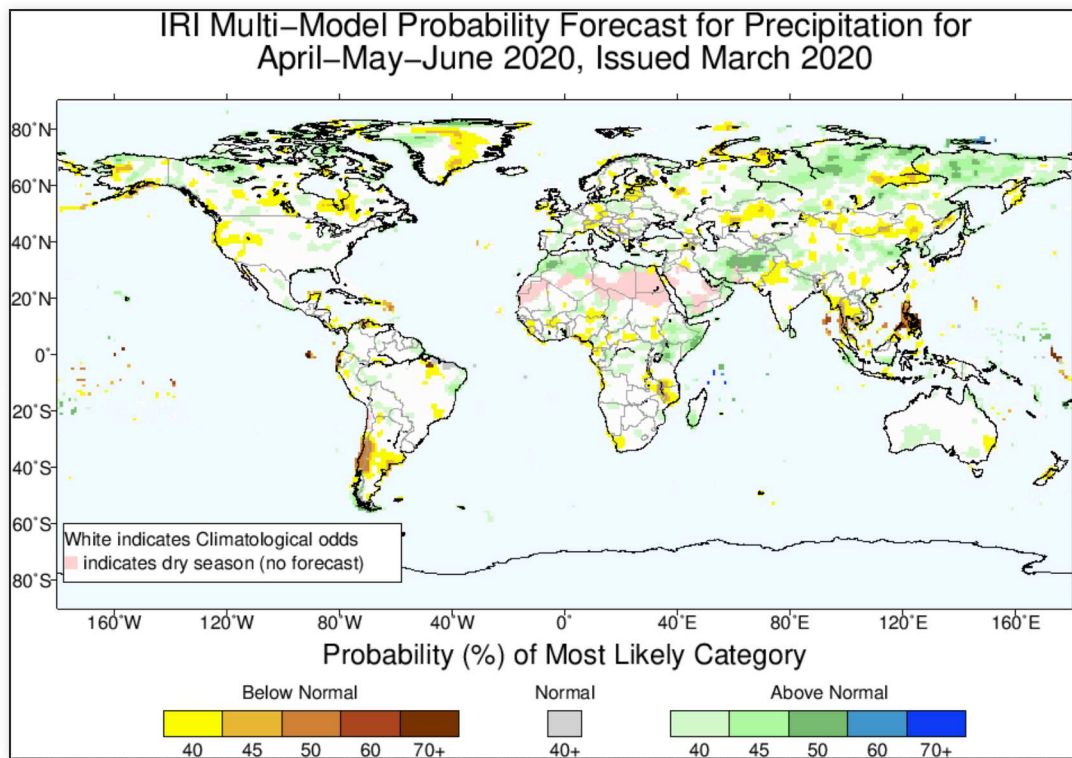 IRI Multi-Model Probability Forecast for Precipitation for
April-May-June 2020, Issued March 2020
80°N
60°N
40°N
20°N
0°
20°S
40°S
60°S
80°S
White indicates Climatological odds
indicates dry season (no forecast)
160°W 120°W 80°W 40°W 0° 40°E 80°E 120°E 160°E
Probability (%) of Most Likely Category
Below Normal Normal Above Normal
40 45 50 60 70+ 40+ 40 45 50 60 70+